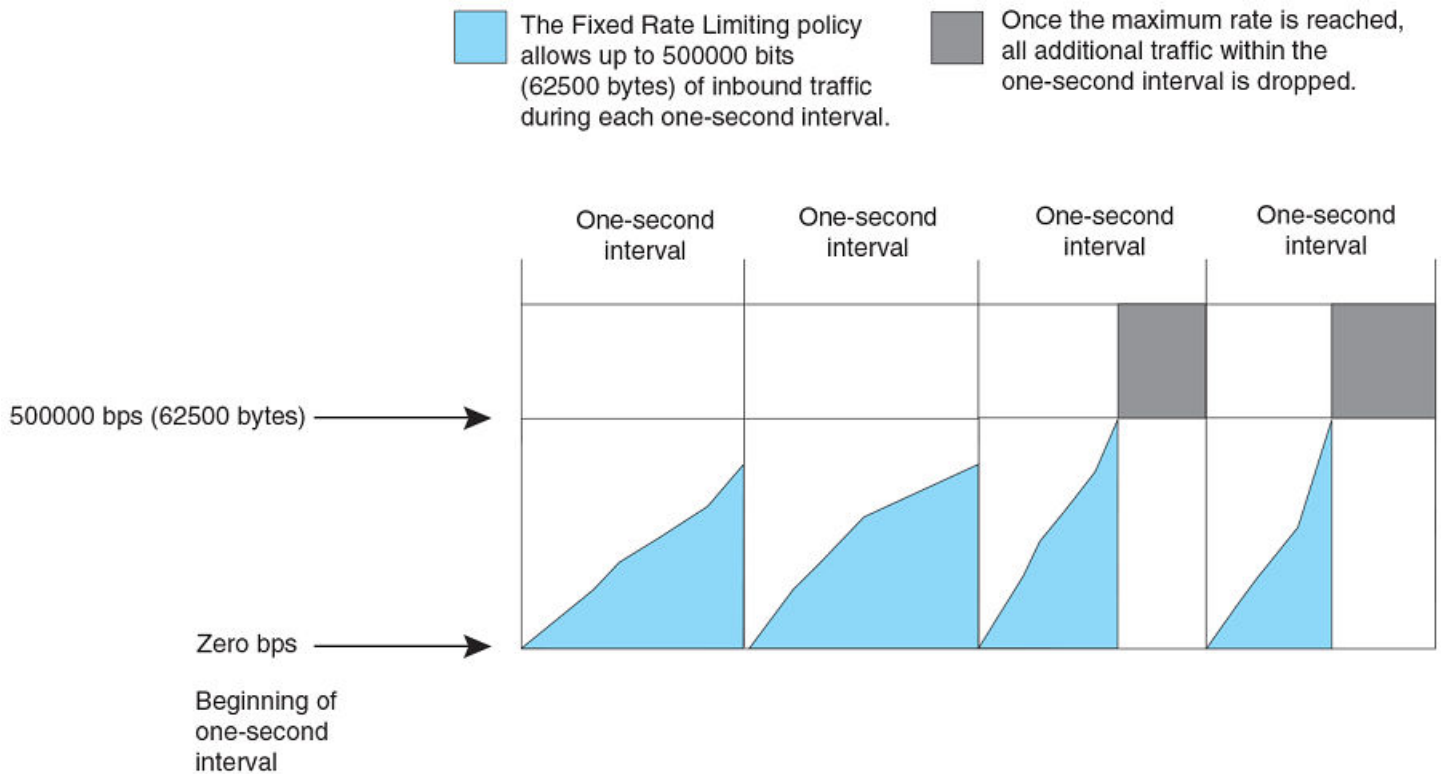 The Fixed Rate Limiting policy
allows up to 500000 bits
(62500 bytes) of inbound traffic
during each one-second interval.
Once the maximum rate is reached,
all additional traffic within the
one-second interval is dropped.
One-second
interval
One-second
interval
One-second
interval
One-second
interval
500000 bps (62500 bytes)
Zero bps
Beginning of
one-second
interval